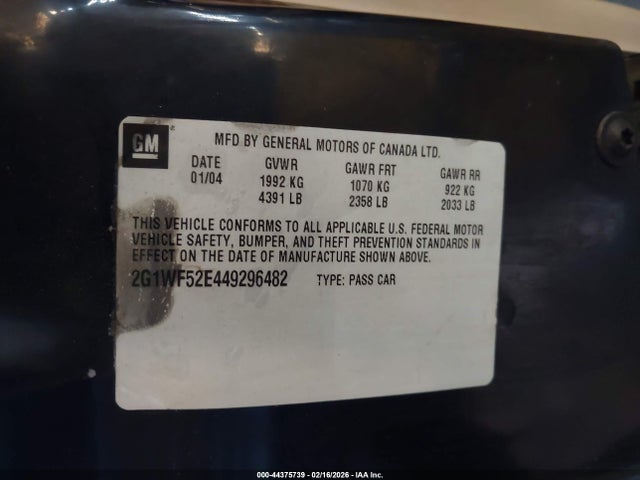 GM
MFD BY GENERAL MOTORS OF CANADA LTD.
DATE GVWR GAWR FRT GAWR RR
01/04 1992 KG 1070 KG 922 KG
4391 LB 2358 LB 2033 LB
THIS VEHICLE CONFORMS TO ALL APPLICABLE U.S. FEDERAL MOTOR
VEHICLE SAFETY, BUMPER, AND THEFT PREVENTION STANDARDS IN
EFFECT ON THE DATE OF MANUFACTURE SHOWN ABOVE.
2G1WF52E449296482 TYPE: PASS CAR
000-44375739 - 02/16/2026 - IAA Inc.